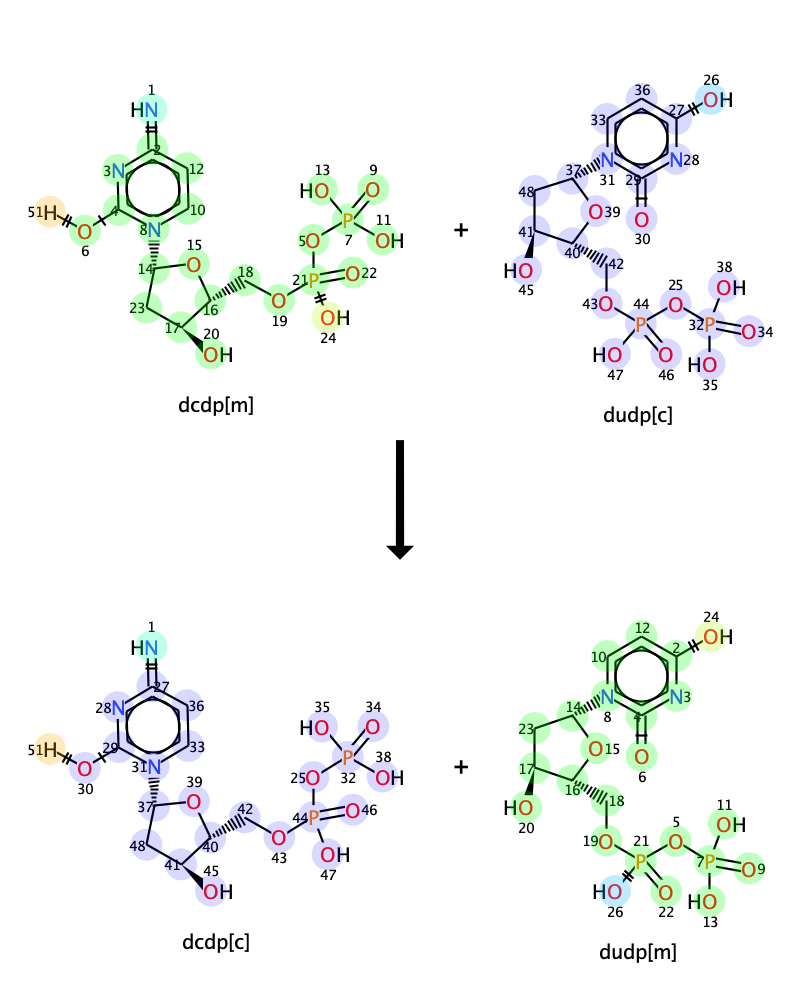 1
HN
2
3 N
12
51 H
4
10
O
6
8 N
14
15
O
18
16
23
17
20
OH
19
O
5 O
21 P
O 22
OH
24
13
HO
9
O
P
7
11
OH
dcdp[m]
+
26
OH
36
33
27
N 28
N
31
29
O
30
37
48
O 39
41
40
42
HO
45
43 O
44
P
25
O
38
OH
32 P
O 34
HO
47
O
46
HO
35
dudp[c]
1
HN
27
28 N
36
51 H
29
33
O
30
31 N
37
39
O
42
40
48
41
45
OH
43
O
25 O
44 P
O 46
OH
47
35
HO
34
O
P
32
38
OH
dcdp[c]
+
24
OH
12
10
2
N 3
N
8
4
O
6
14
23
O 15
17
16
18
HO
20
19 O
21
P
5
O
11
OH
7 P
O 9
HO
26
O
22
HO
13
dudp[m]